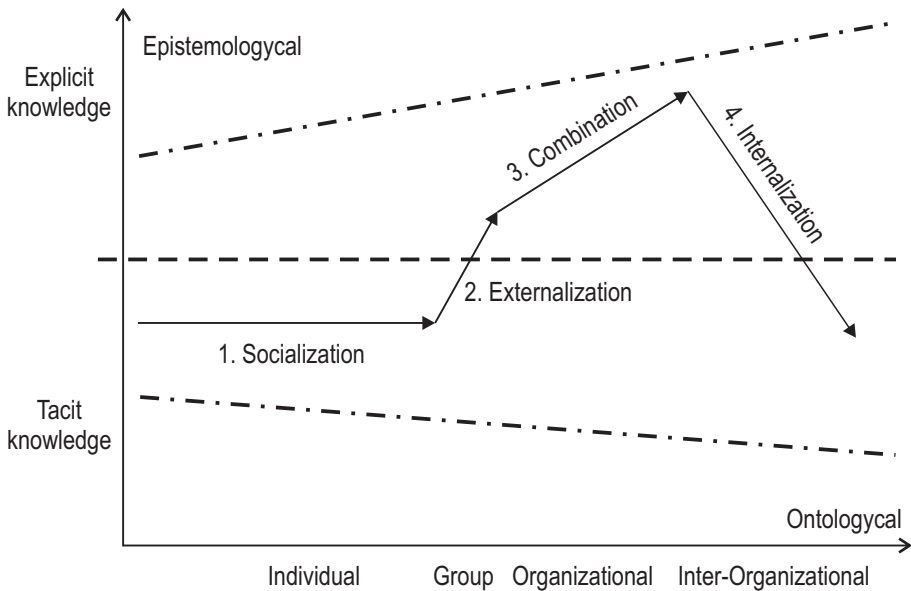 Epistemologycal
Explicit
knowledge
3. Combination
4. Internalization
2. Externalization
1. Socialization
Tacit
knowledge
Ontologycal
Individual Group Organizational Inter-Organizational